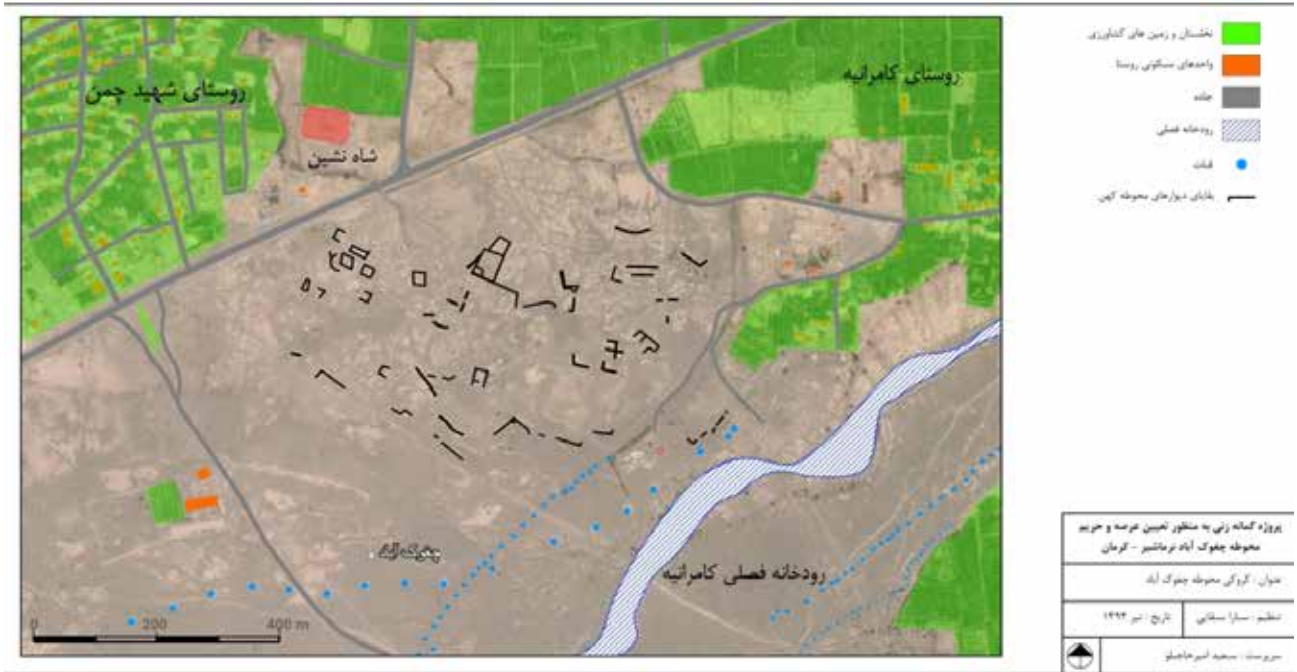 نخلستان و زمین های کشاورزی
واحدهای مسکونی روستا
جاده
رودخانه فصلی
قنات
بقایای دیوارهای محوطه کهن
روستای کامرانیه
روستای شهید چمن
شاه نشین
چغوک آباد
رودخانه فصلی کامرانیه
0 200 400 m
پروژه گمانه زنی به منظور تعیین عرصه و حریم
محوطه چغوک آباد نرماشیر - کرمان
عنوان : کروکی محوطه چغوک آباد
تنظیم : سارا سقایی
تاریخ : تیر ۱۳۹۴
سرپرست : سعید امیرحاجلو